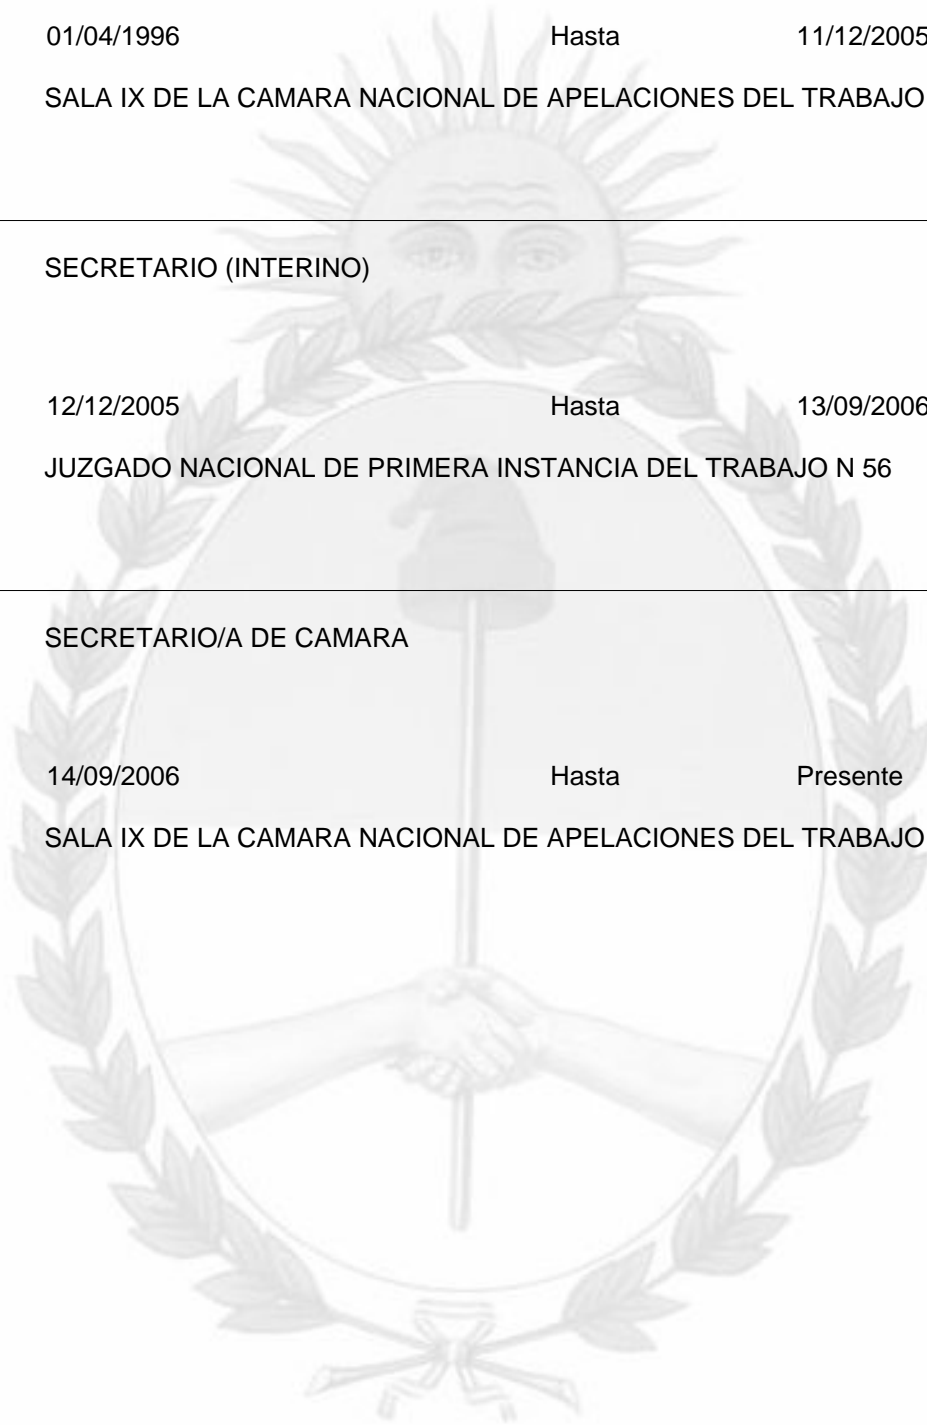 01/04/1996 Hasta 11/12/2005
SALA IX DE LA CAMARA NACIONAL DE APELACIONES DEL TRABAJO
SECRETARIO (INTERINO)
12/12/2005 Hasta 13/09/2006
JUZGADO NACIONAL DE PRIMERA INSTANCIA DEL TRABAJO N 56
SECRETARIO/A DE CAMARA
14/09/2006 Hasta Presente
SALA IX DE LA CAMARA NACIONAL DE APELACIONES DEL TRABAJO